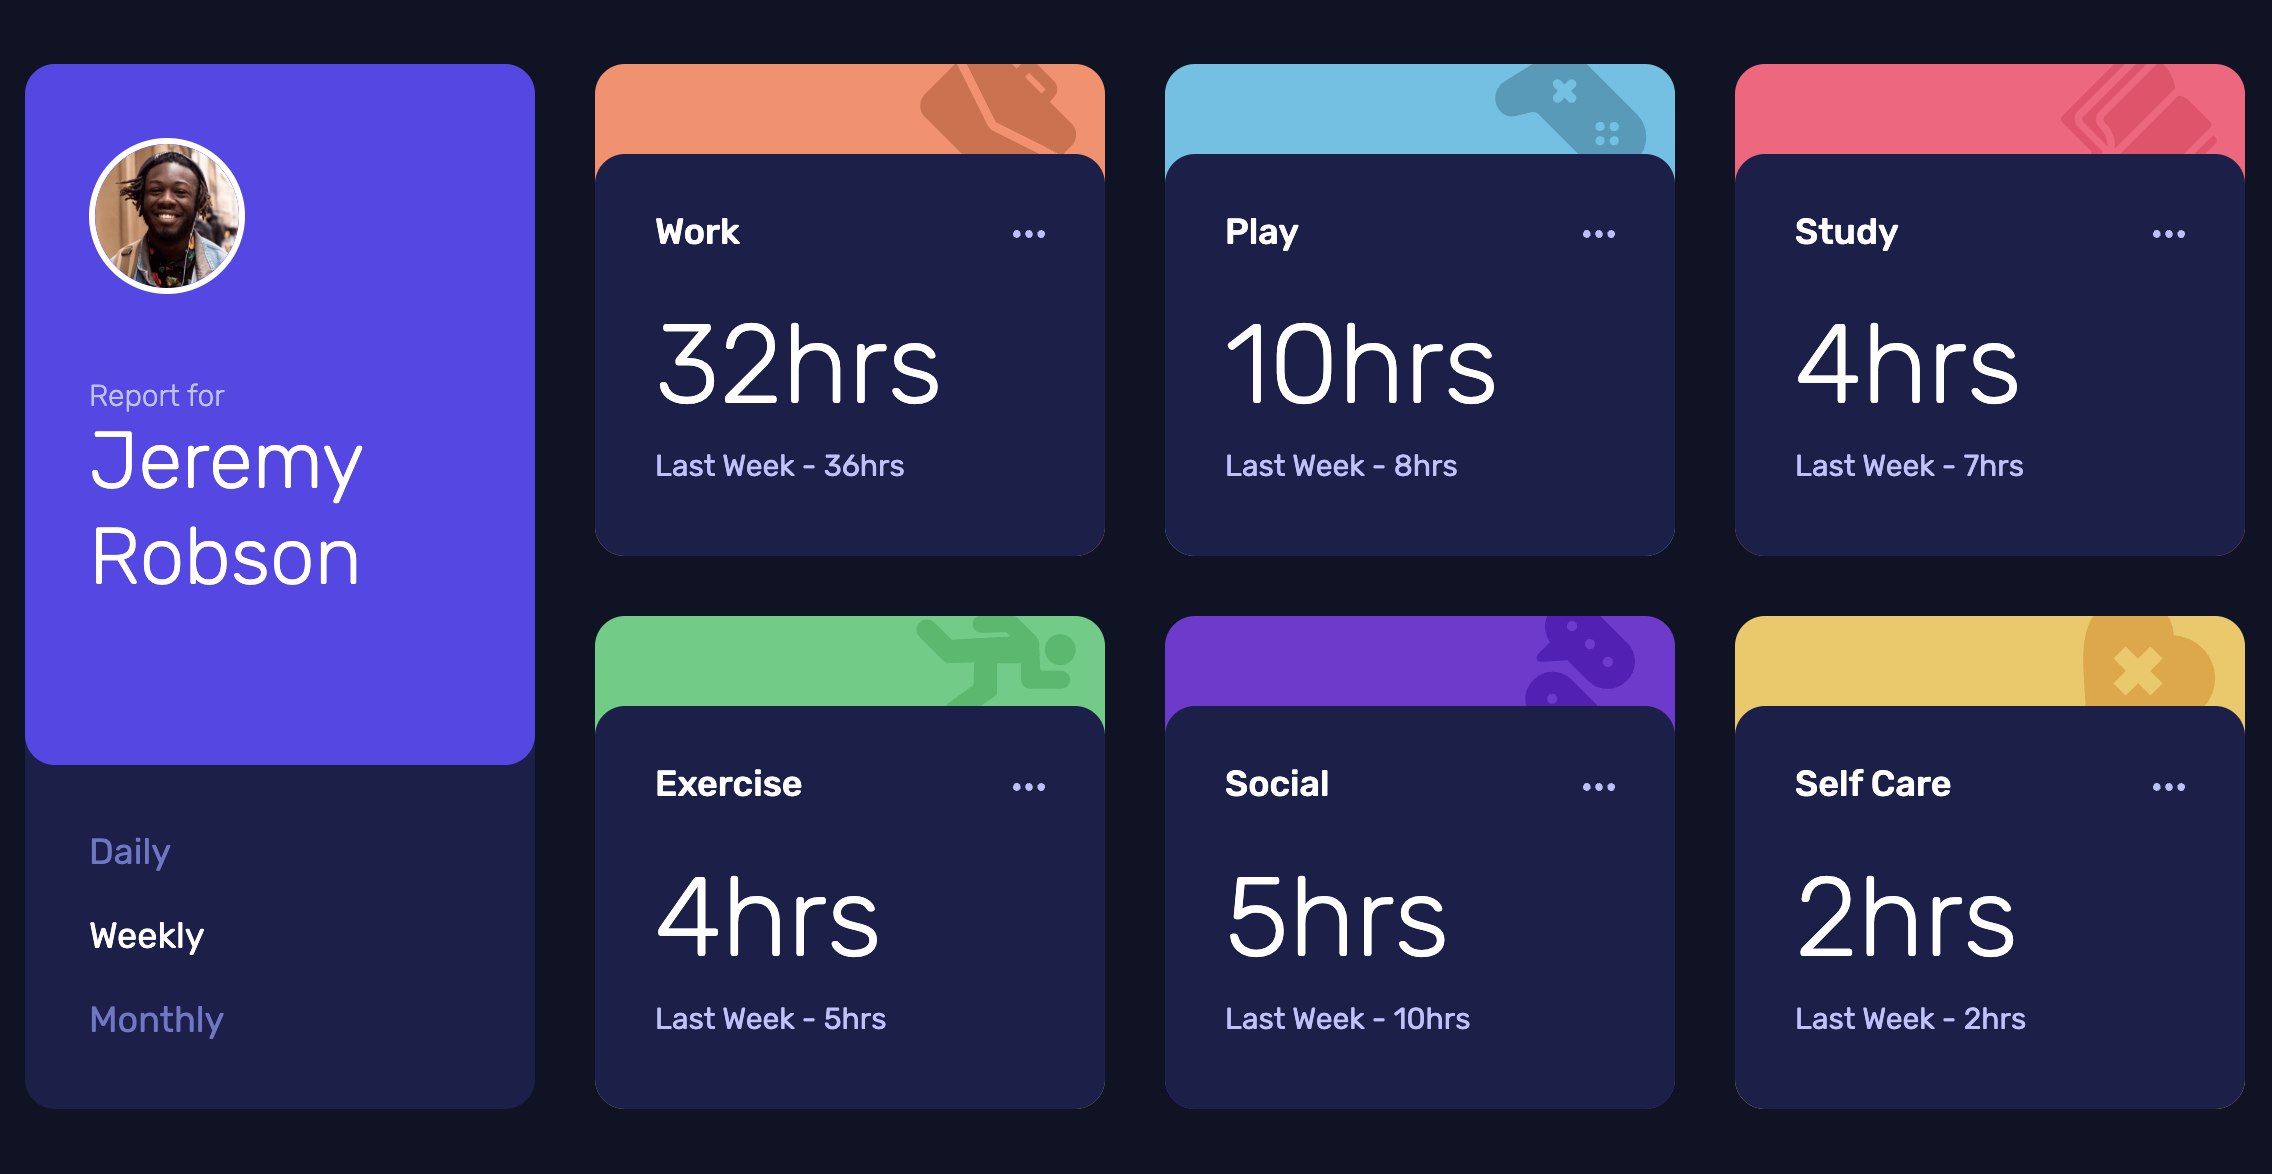 Report for
Jeremy
Robson
Daily
Weekly
Monthly
Work
32hrs
Last Week - 36hrs
Play
10hrs
Last Week - 8hrs
Study
4hrs
Last Week - 7hrs
Exercise
4hrs
Last Week - 5hrs
Social
5hrs
Last Week - 10hrs
Self Care
2hrs
Last Week - 2hrs